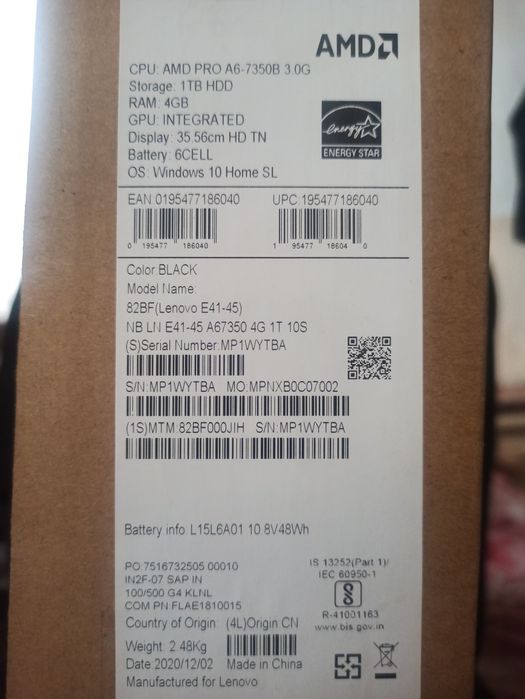 AMD
CPU: AMD PRO A6-7350B 3.0G
Storage: 1TB HDD
RAM: 4GB
GPU: INTEGRATED
Display: 35.56cm HD TN
Battery: 6CELL
OS: Windows 10 Home SL
energy
ENERGY STAR
EAN:0195477186040 UPC:195477186040
0 195477 186040 1 95477 18604 0
Color BLACK
Model Name:
82BF(Lenovo E41-45)
NB LN E41-45 A67350 4G 1T 10S
(S)Serial Number:MP1WYTBA
S/N:MP1WYTBA MO:MPNXB0C07002
(1S)MTM:82BF000JIH S/N:MP1WYTBA
Battery info: L15L6A01 10.8V48Wh
PO:7516732505 00010
IN2F-07 SAP IN
100/500 G4 KLNL
COM PN FLAE1810015
IS 13252(Part 1)/
IEC 60950-1
R-41001163
www.bis.gov.in
Country of Origin: (4L)Origin:CN
Weight: 2.48Kg
Date:2020/12/02 Made in China
Manufactured for Lenovo